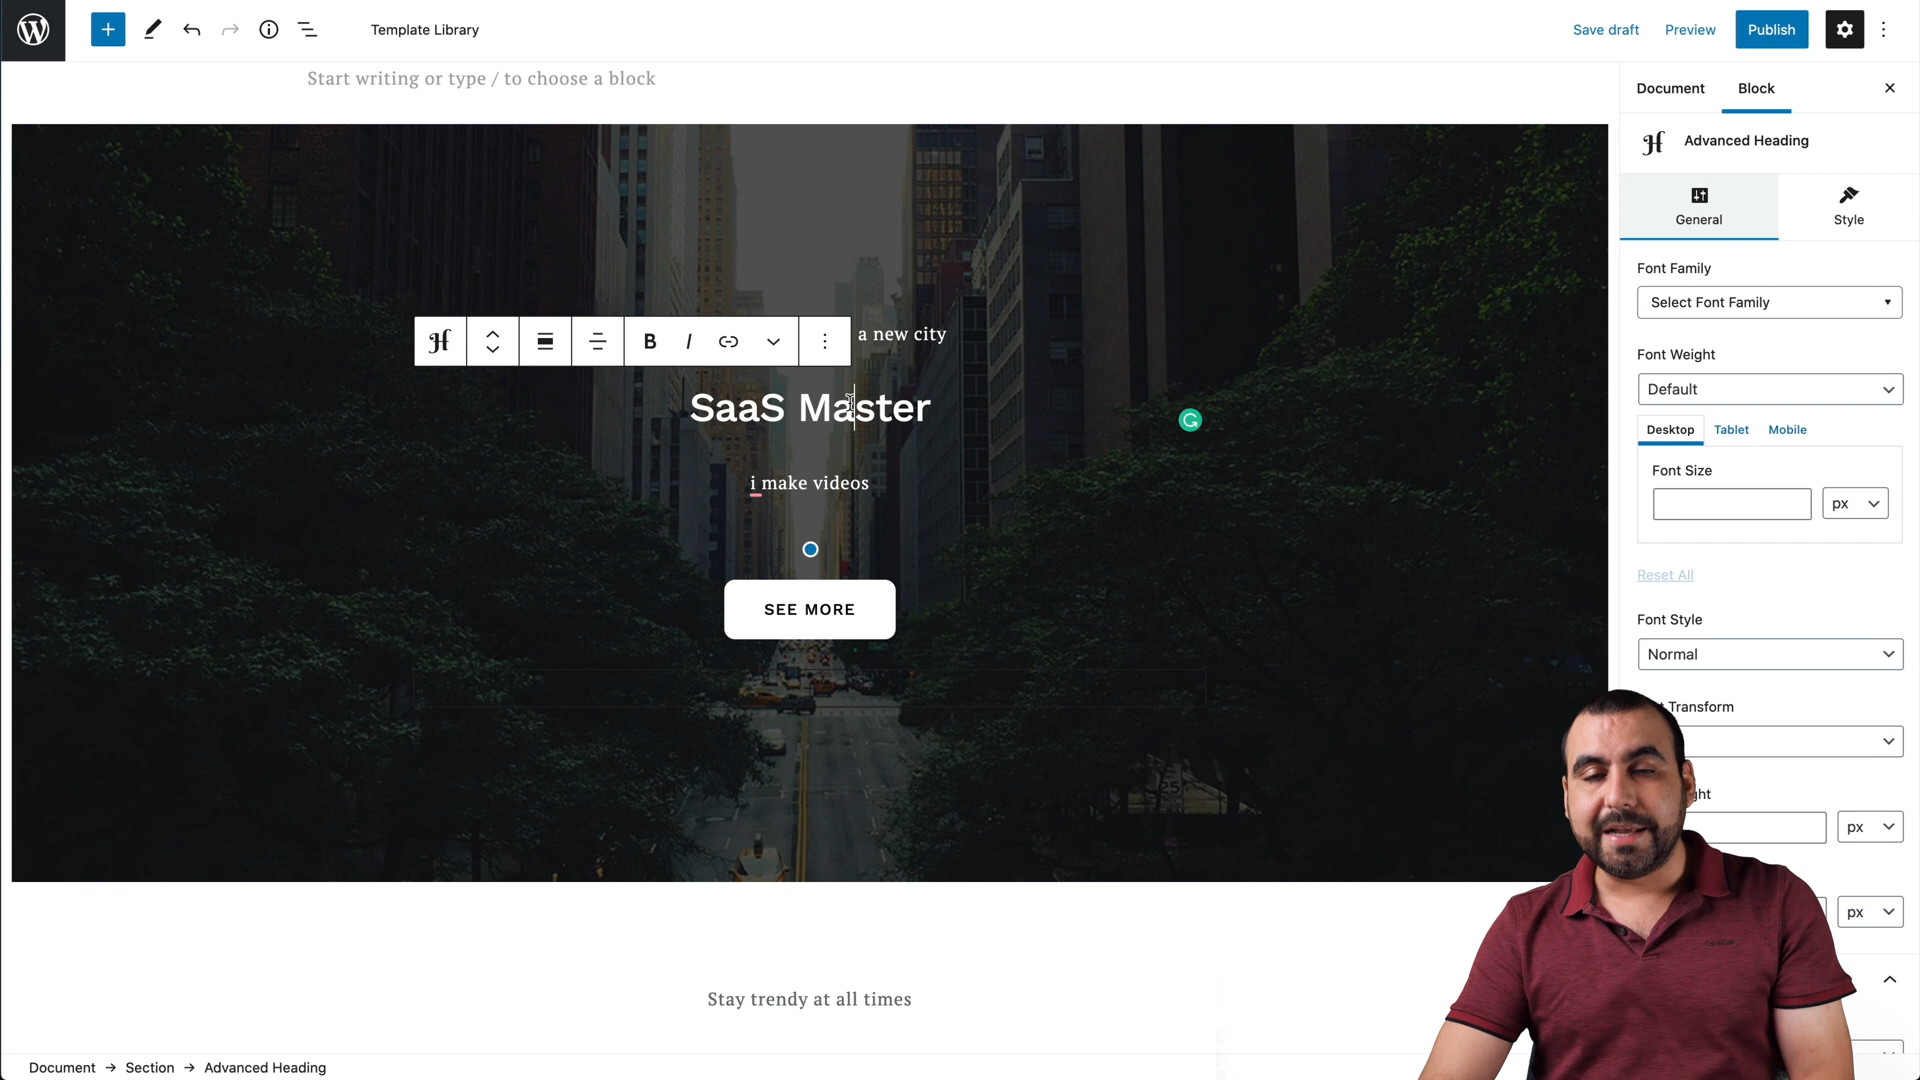 Template Library
Save draft
Preview
Publish
Start writing or type / to choose a block
Document
Block
Advanced Heading
General
Style
Font Family
Select Font Family
a new city
B I
Font Weight
Default
SaaS Master
Desktop
Tablet
Mobile
Font Size
px
i make videos
Reset All
SEE MORE
Font Style
Normal
Transform
px
px
Stay trendy at all times
Document → Section → Advanced Heading